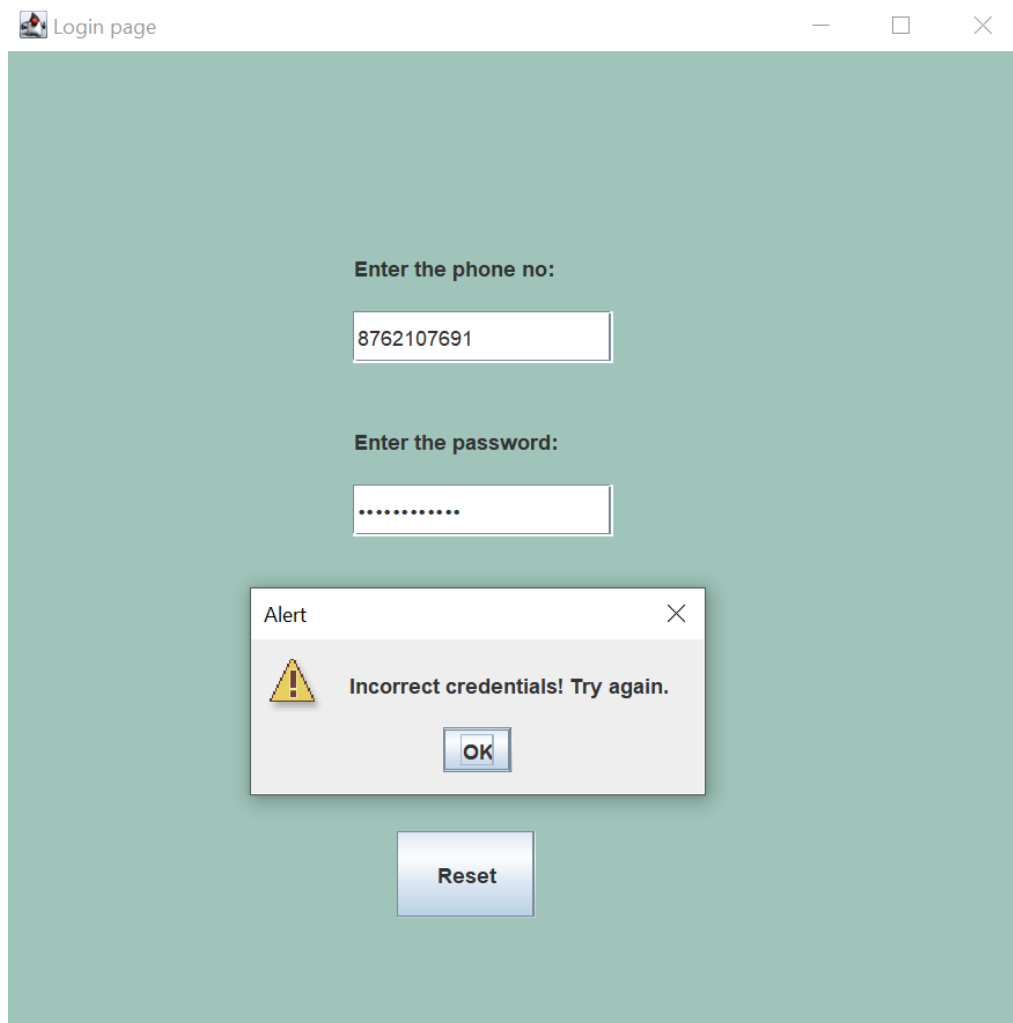 Login page
Enter the phone no:
8762107691
Enter the password:
••••••••••••
Alert
Incorrect credentials! Try again.
OK
Reset